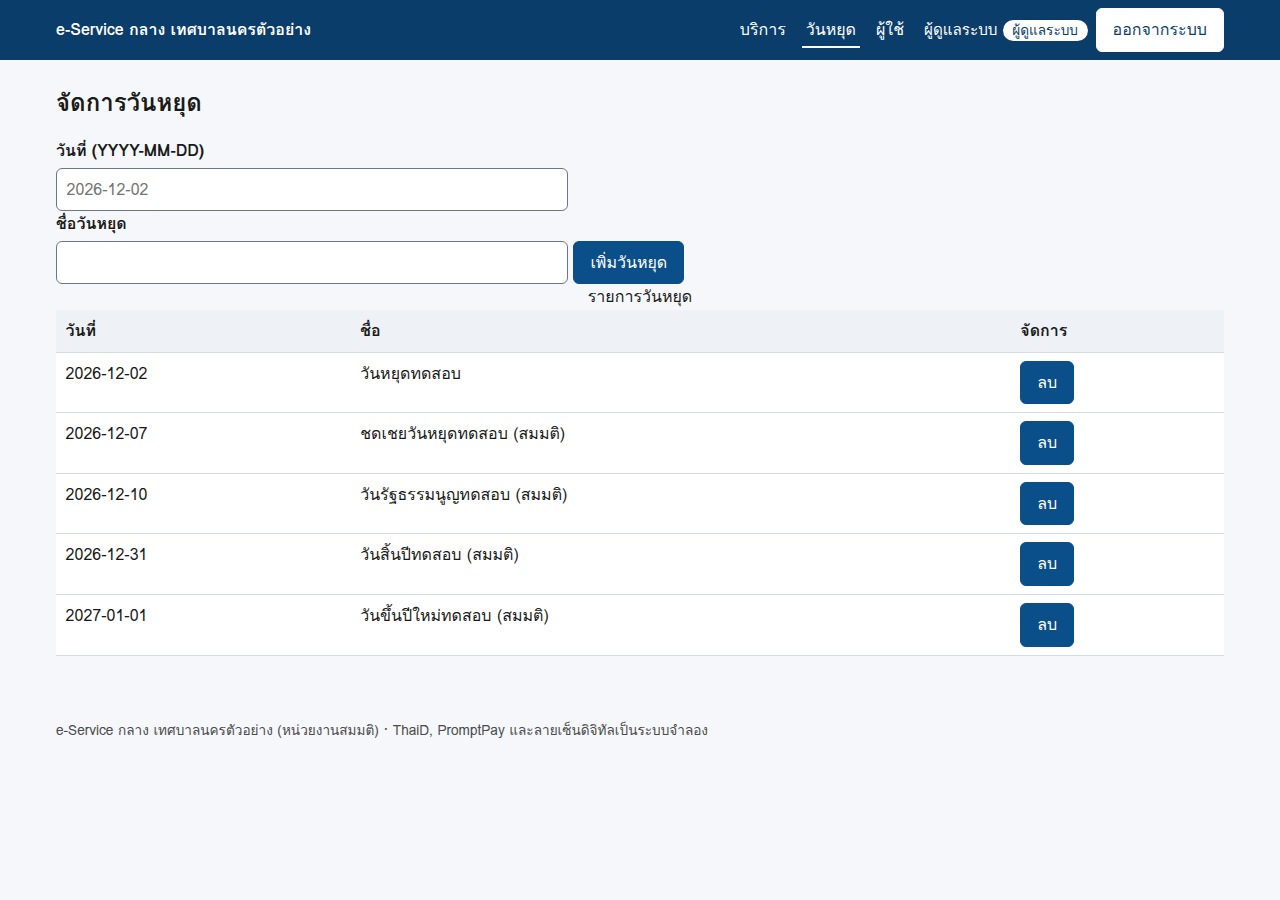 e-Service กลาง เทศบาลนครตัวอย่าง
บริการ วันหยุด ผู้ใช้ ผู้ดูแลระบบ ผู้ดูแลระบบ ออกจากระบบ
จัดการวันหยุด
วันที่ (YYYY-MM-DD)
2026-12-02
ชื่อวันหยุด
เพิ่มวันหยุด
รายการวันหยุด
วันที่ ชื่อ จัดการ
2026-12-02 วันหยุดทดสอบ ลบ
2026-12-07 ชดเชยวันหยุดทดสอบ (สมมติ) ลบ
2026-12-10 วันรัฐธรรมนูญทดสอบ (สมมติ) ลบ
2026-12-31 วันสิ้นปีทดสอบ (สมมติ) ลบ
2027-01-01 วันขึ้นปีใหม่ทดสอบ (สมมติ) ลบ
e-Service กลาง เทศบาลนครตัวอย่าง (หน่วยงานสมมติ) · ThaiD, PromptPay และลายเซ็นดิจิทัลเป็นระบบจำลอง